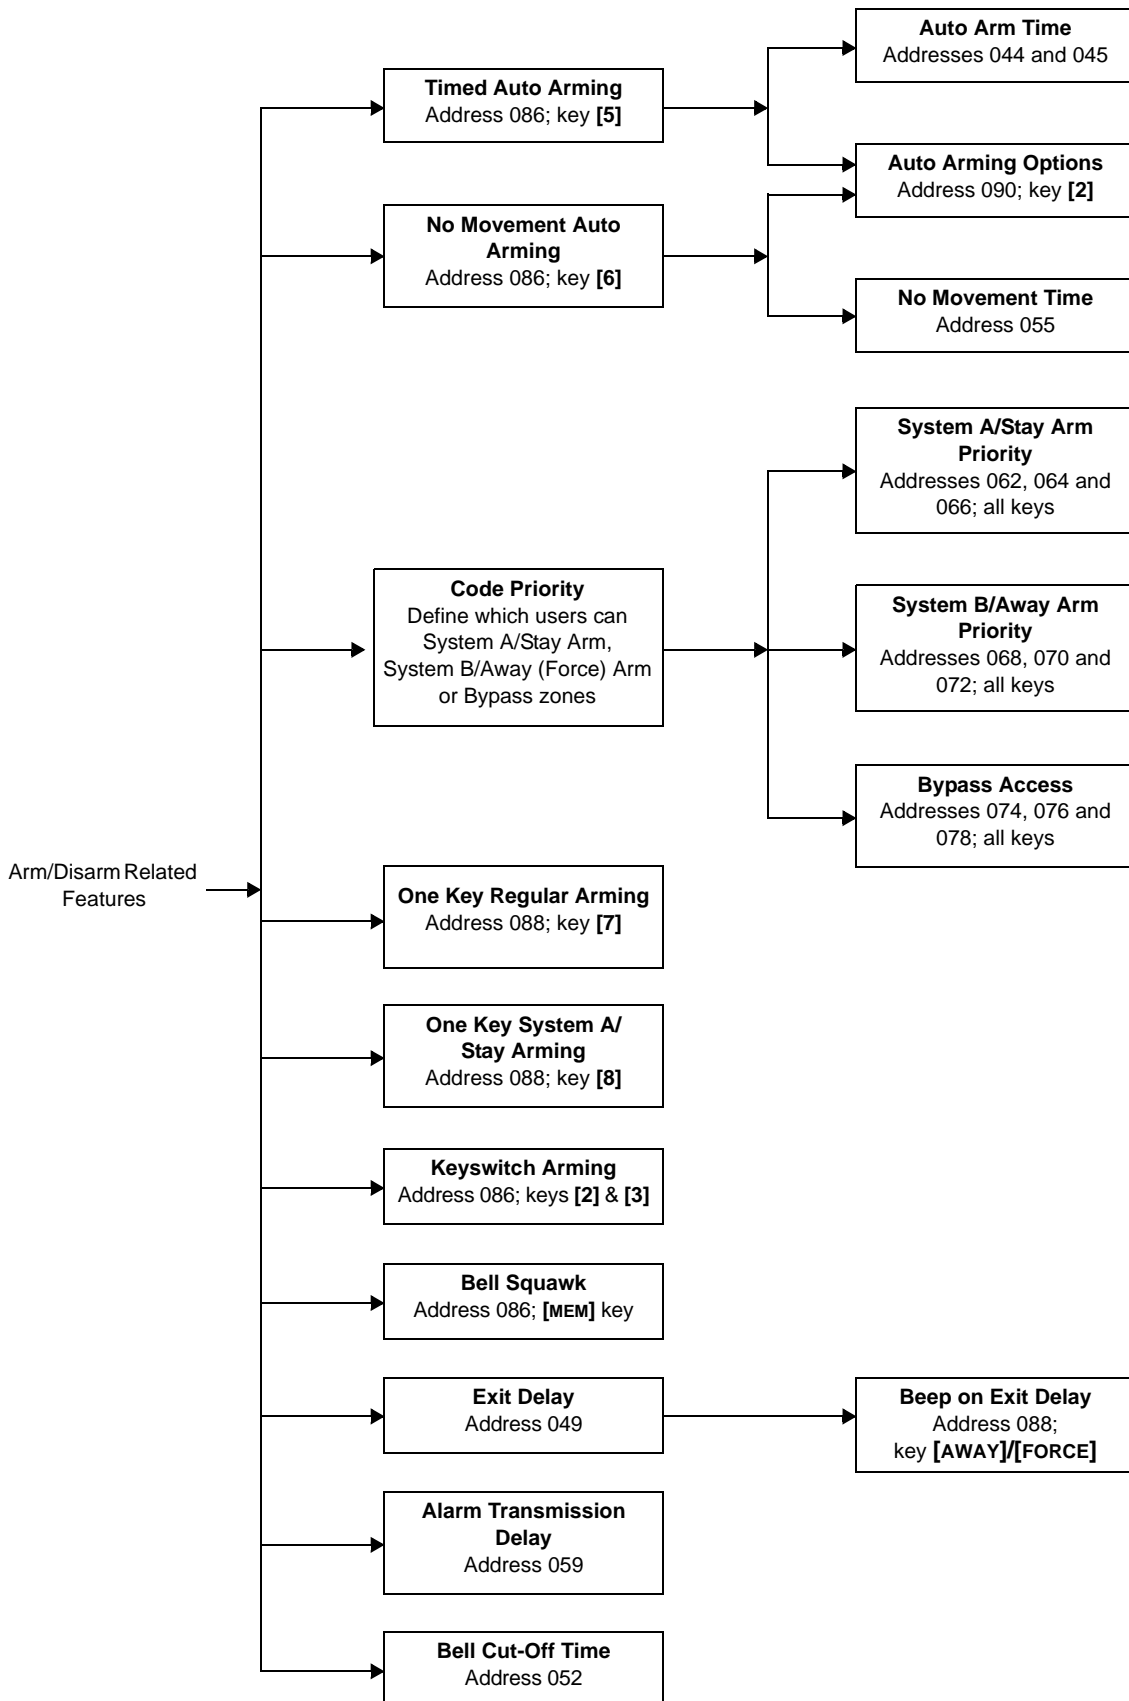 Auto Arm Time
Addresses 044 and 045
Timed Auto Arming
Address 086; key [5]
Auto Arming Options
Address 090; key [2]
No Movement Auto
Arming
Address 086; key [6]
No Movement Time
Address 055
System A/Stay Arm
Priority
Addresses 062, 064 and
066; all keys
Code Priority
Define which users can
System A/Stay Arm,
System B/Away (Force) Arm
or Bypass zones
System B/Away Arm
Priority
Addresses 068, 070 and
072; all keys
Bypass Access
Addresses 074, 076 and
078; all keys
Arm/Disarm Related
Features
One Key Regular Arming
Address 088; key [7]
One Key System A/
Stay Arming
Address 088; key [8]
Keyswitch Arming
Address 086; keys [2] & [3]
Bell Squawk
Address 086; [MEM] key
Exit Delay
Address 049
Beep on Exit Delay
Address 088;
key [AWAY]/[FORCE]
Alarm Transmission
Delay
Address 059
Bell Cut-Off Time
Address 052